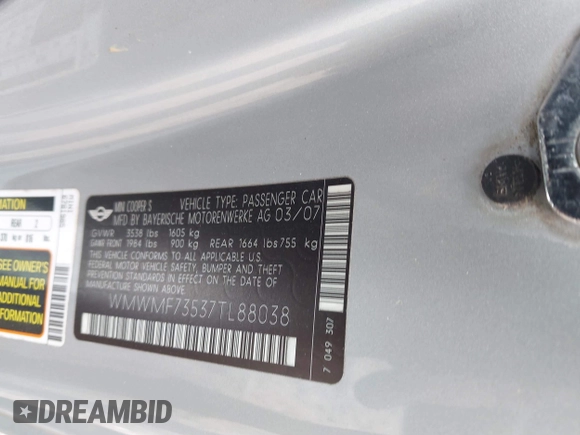 MATION
REAR 2
SEE OWNER'S
MANUAL FOR
ADDITIONAL
MINI COOPER S VEHICLE TYPE: PASSENGER CAR
MFD BY BAYERISCHE MOTORENWERKE AG 03/07
GVWR 3538 lbs 1605 kg
GAWR FRONT 1984 lbs 900 kg REAR 1664 lbs 755 kg
THIS VEHICLE CONFORMS TO ALL APPLICABLE
FEDERAL MOTOR VEHICLE SAFETY, BUMPER AND THEFT
PREVENTION STANDARDS IN EFFECT ON THE DATE OF
MANUFACTURE SHOWN ABOVE.
WMWMF73537TL88038
7 049 307
DREAMBID